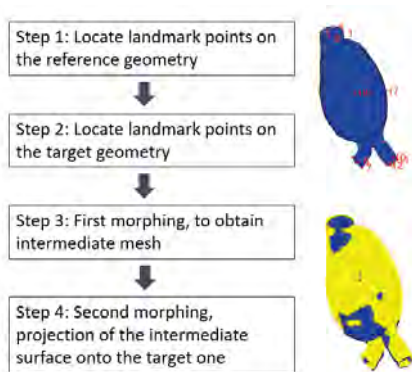 Step 1: Locate landmark points on
the reference geometry
Step 2: Locate landmark points on
the target geometry
Step 3: First morphing, to obtain
intermediate mesh
Step 4: Second morphing,
projection of the intermediate
surface onto the target one